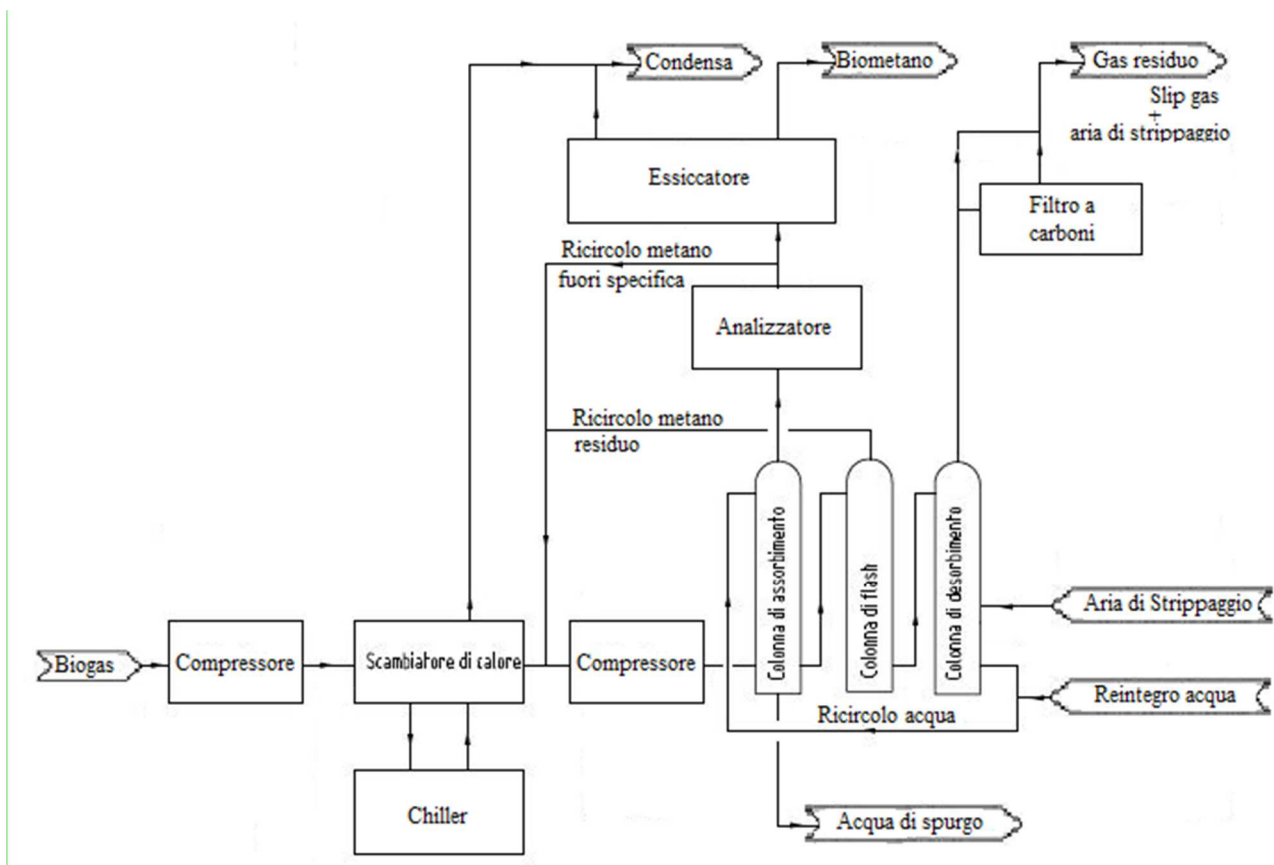 Condensa
Biometano
Gas residuo
Slip gas
+
aria di strippaggio
Essiccatore
Filtro a
carboni
Ricircolo metano
fuori specifica
Analizzatore
Ricircolo metano
residuo
Colonna di assorbimento
Colonna di flash
Colonna di desorbimento
Aria di Strippaggio
Biogas
Compressore
Scambiatore di calore
Compressore
Reintegro acqua
Ricircolo acqua
Chiller
Acqua di spurgo